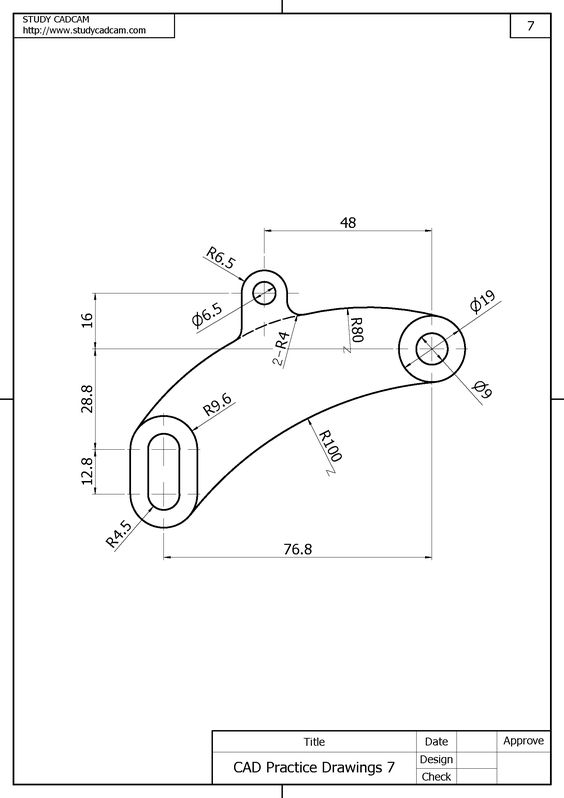 STUDY CADCAM
http://www.studycadcam.com
7
48
R6.5
Ø6.5
16
2-R4
R80
Ø19
Ø9
28.8
R9.6
R100
12.8
R4.5
76.8
Title
Date
Approve
CAD Practice Drawings 7
Design
Check